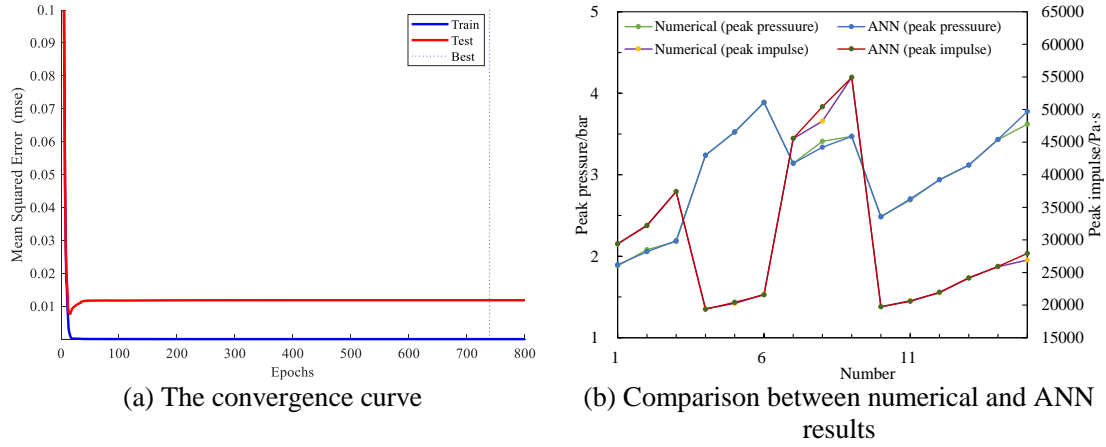 0.1
0.09
0.08
0.07
0.06
0.05
0.04
0.03
0.02
0.01
Mean Squared Error (mse)
0 100 200 300 400 500 600 700 800
Epochs
Train
Test
Best
(a) The convergence curve
5
4
3
2
1
Peak pressure/bar
Numerical (peak pressuure) ANN (peak pressuure)
Numerical (peak impulse) ANN (peak impulse)
65000
60000
55000
50000
45000
40000
35000
30000
25000
20000
15000
Peak impulse/Pa·s
1 6 11
Number
(b) Comparison between numerical and ANN
results